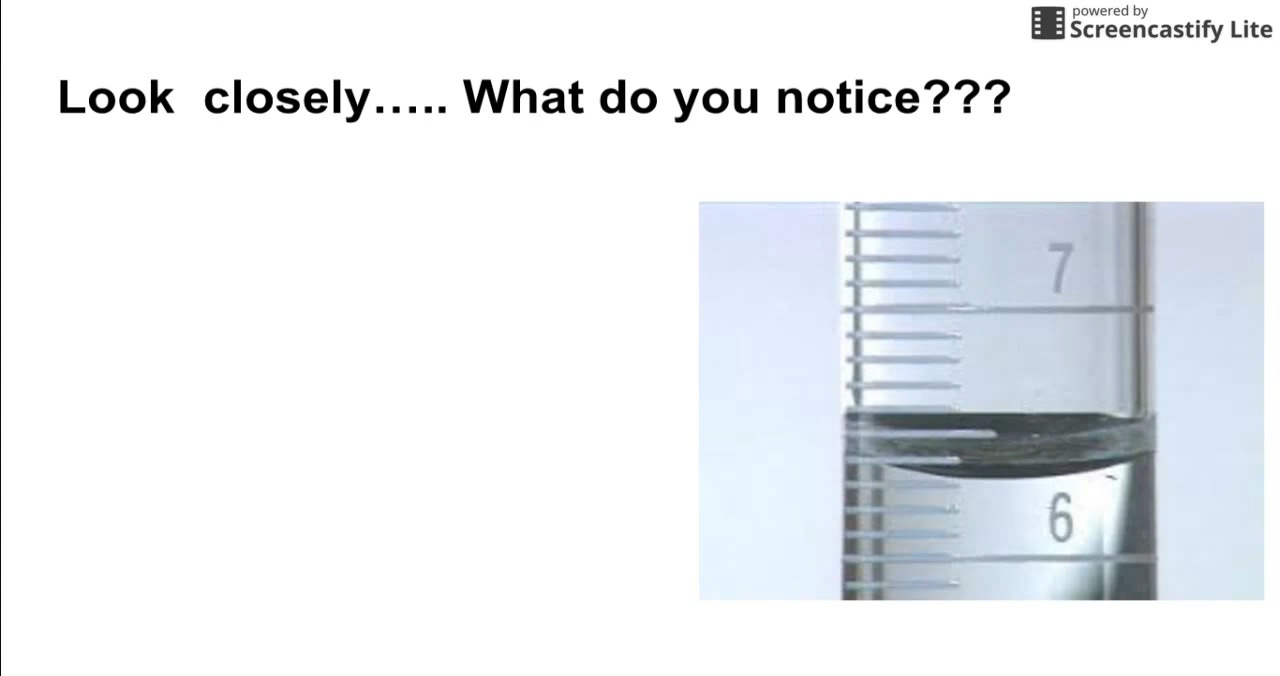 powered by
Screencastify Lite
Look closely..... What do you notice???
7
6